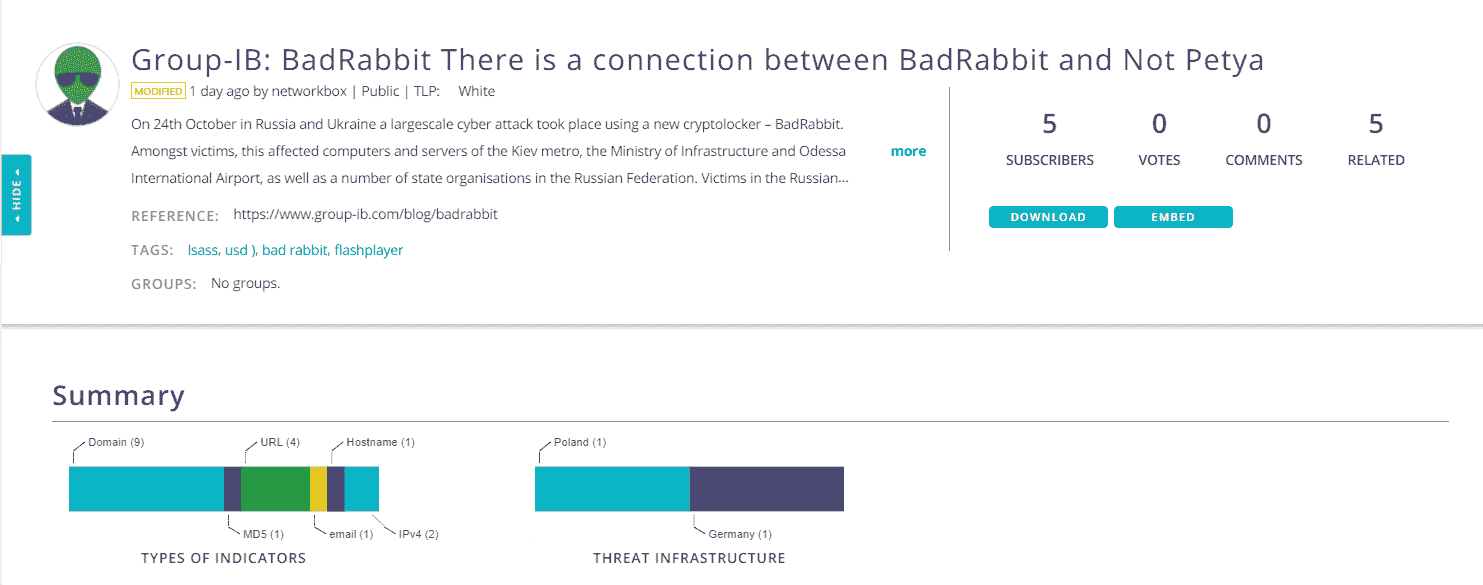 Group-IB: BadRabbit There is a connection between BadRabbit and Not Petya
MODIFIED 1 day ago by networkbox | Public | TLP: White
On 24th October in Russia and Ukraine a largescale cyber attack took place using a new cryptolocker – BadRabbit.
Amongst victims, this affected computers and servers of the Kiev metro, the Ministry of Infrastructure and Odessa
International Airport, as well as a number of state organisations in the Russian Federation. Victims in the Russian...
more
REFERENCE: https://www.group-ib.com/blog/badrabbit
TAGS: lsass, usd ), bad rabbit, flashplayer
GROUPS: No groups.
5 0 0 5
SUBSCRIBERS VOTES COMMENTS RELATED
DOWNLOAD EMBED
HIDE
Summary
Domain (9) URL (4) Hostname (1)
MD5 (1) email (1) IPv4 (2)
TYPES OF INDICATORS
Poland (1)
Germany (1)
THREAT INFRASTRUCTURE